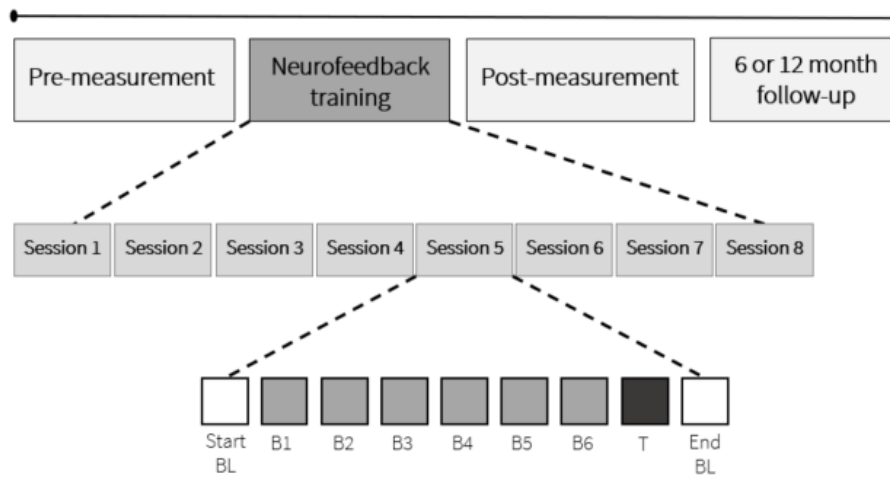 Pre-measurement
Neurofeedback
training
Post-measurement
6 or 12 month
follow-up
Session 1
Session 2
Session 3
Session 4
Session 5
Session 6
Session 7
Session 8
Start
BL
B1
B2
B3
B4
B5
B6
T
End
BL